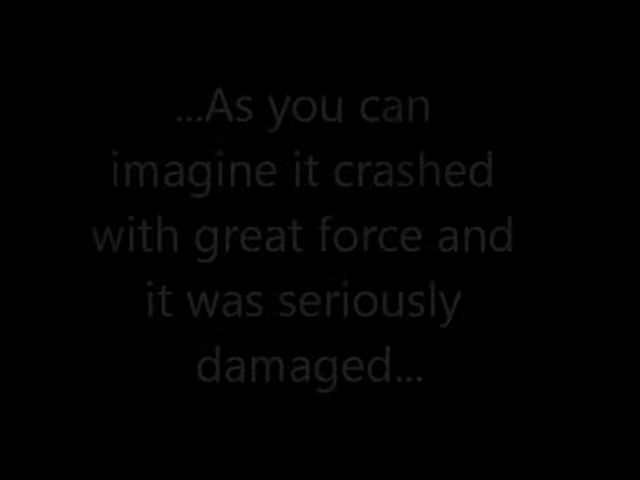 ...As you can
imagine it crashed
with great force and
it was seriously
damaged...